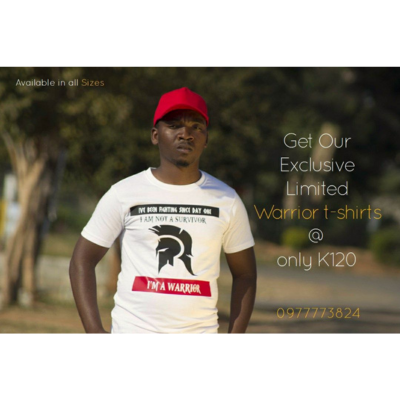 Available in all Sizes
Get Our
Exclusive
Limited
Warrior t-shirts
@
only K120
0977773824
I'VE BEEN FIGHTING SINCE DAY ONE
I AM NOT A SURVIVOR
I'M A WARRIOR